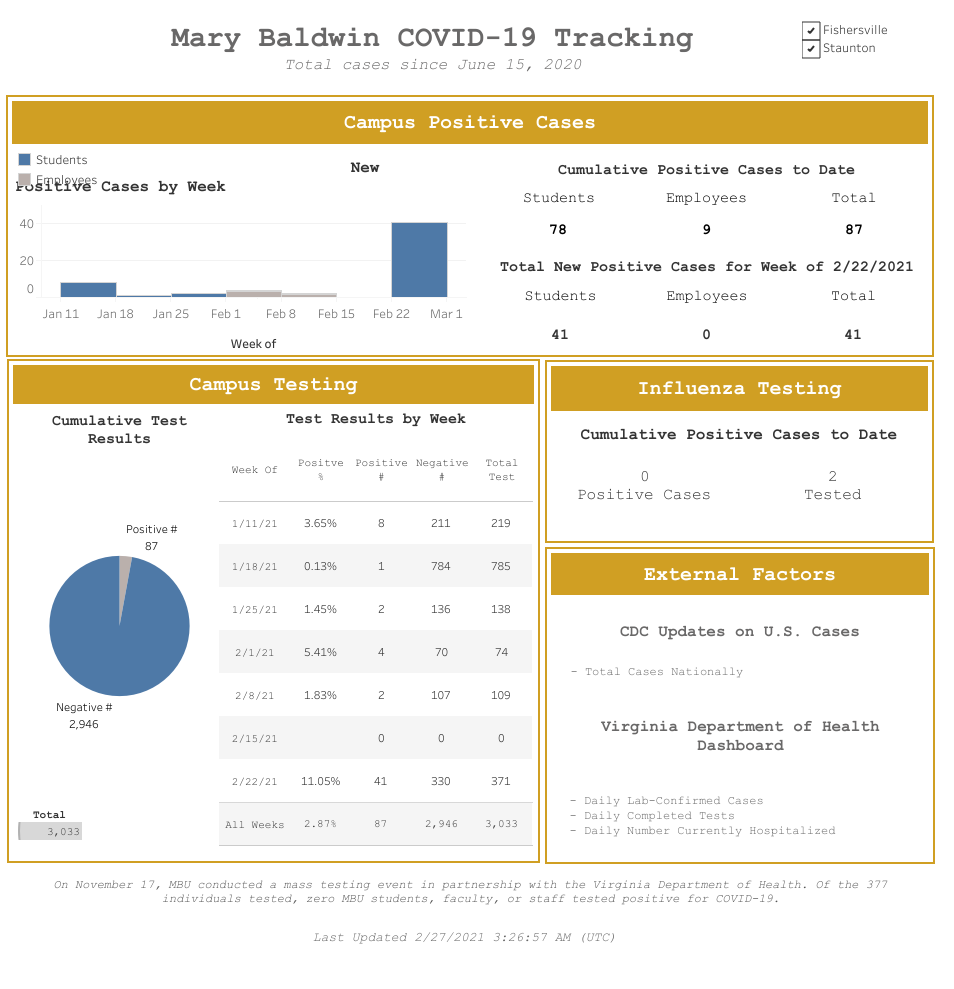 Mary Baldwin COVID-19 Tracking
Total cases since June 15, 2020
Fishersville
Staunton
Campus Positive Cases
Students
Employees
New
Positive Cases by Week
40
20
0
Jan 11 Jan 18 Jan 25 Feb 1 Feb 8 Feb 15 Feb 22 Mar 1
Week of
Cumulative Positive Cases to Date
Students Employees Total
78 9 87
Total New Positive Cases for Week of 2/22/2021
Students Employees Total
41 0 41
Campus Testing
Cumulative Test
Results
Positive #
87
Negative #
2,946
Total
3,033
Test Results by Week
Week Of Positve % Positive # Negative # Total Test
1/11/21 3.65% 8 211 219
1/18/21 0.13% 1 784 785
1/25/21 1.45% 2 136 138
2/1/21 5.41% 4 70 74
2/8/21 1.83% 2 107 109
2/15/21 0 0 0
2/22/21 11.05% 41 330 371
All Weeks 2.87% 87 2,946 3,033
Influenza Testing
Cumulative Positive Cases to Date
0 2
Positive Cases Tested
External Factors
CDC Updates on U.S. Cases
- Total Cases Nationally
Virginia Department of Health
Dashboard
- Daily Lab-Confirmed Cases
- Daily Completed Tests
- Daily Number Currently Hospitalized
On November 17, MBU conducted a mass testing event in partnership with the Virginia Department of Health. Of the 377
individuals tested, zero MBU students, faculty, or staff tested positive for COVID-19.
Last Updated 2/27/2021 3:26:57 AM (UTC)